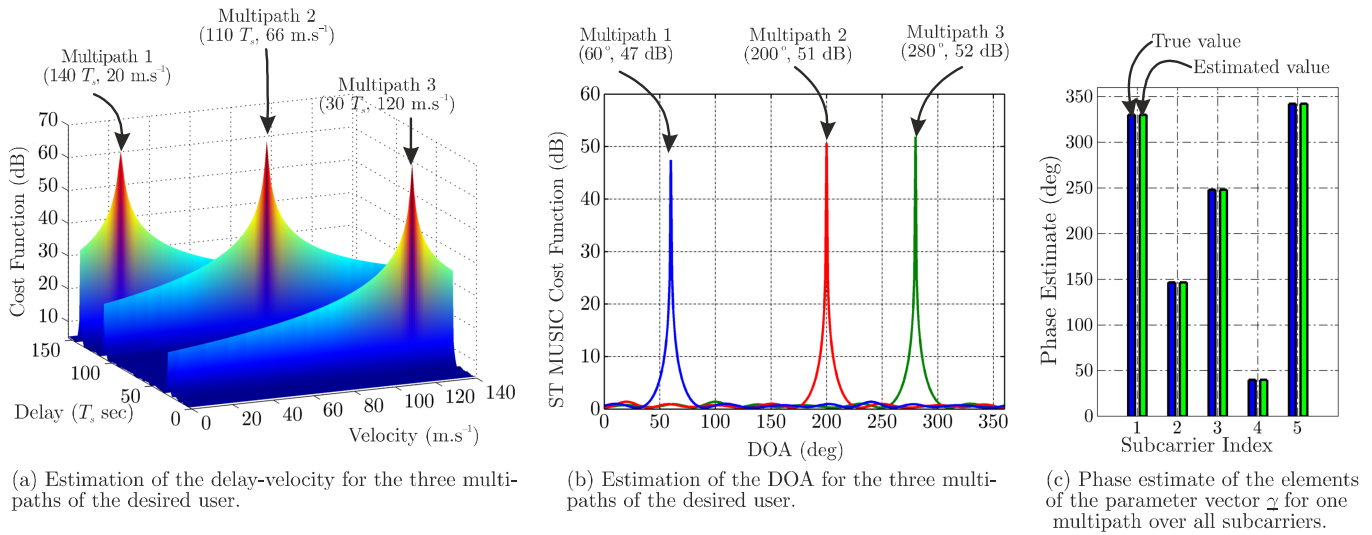 Multipath 1
(140 Tₛ, 20 m.s⁻¹)
Multipath 2
(110 Tₛ, 66 m.s⁻¹)
Multipath 3
(30 Tₛ, 120 m.s⁻¹)
Cost Function (dB)
70
60
50
40
30
20
10
150
100
50
0
Delay (Tₛ sec)
0
20
40
60
80
100
120
140
Velocity (m.s⁻¹)
(a) Estimation of the delay-velocity for the three multi-
paths of the desired user.
Multipath 1
(60°, 47 dB)
Multipath 2
(200°, 51 dB)
Multipath 3
(280°, 52 dB)
ST MUSIC Cost Function (dB)
60
50
40
30
20
10
0
0
50
100
150
200
250
300
350
DOA (deg)
(b) Estimation of the DOA for the three multi-
paths of the desired user.
True value
Estimated value
Phase Estimate (deg)
350
300
250
200
150
100
50
0
1
2
3
4
5
Subcarrier Index
(c) Phase estimate of the elements
of the parameter vector γ for one
multipath over all subcarriers.